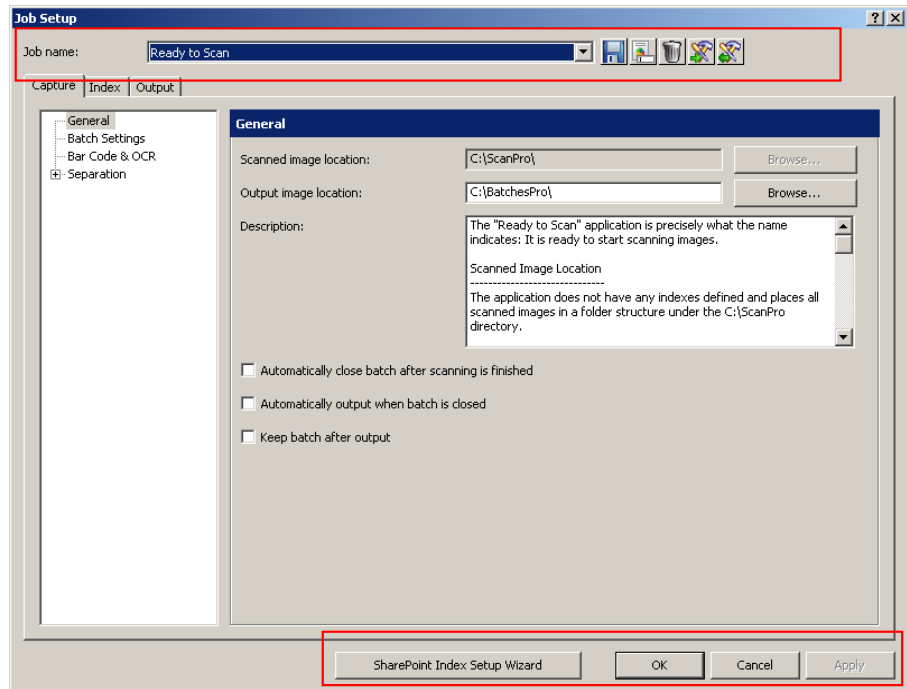 Job Setup
Job name: Ready to Scan
Capture Index Output
General
Batch Settings
Bar Code & OCR
Separation
General
Scanned image location: C:\ScanPro\ Browse...
Output image location: C:\BatchesPro\ Browse...
Description:
The "Ready to Scan" application is precisely what the name
indicates: It is ready to start scanning images.
Scanned Image Location
------------------------------
The application does not have any indexes defined and places all
scanned images in a folder structure under the C:\ScanPro
directory.
Automatically close batch after scanning is finished
Automatically output when batch is closed
Keep batch after output
SharePoint Index Setup Wizard OK Cancel Apply